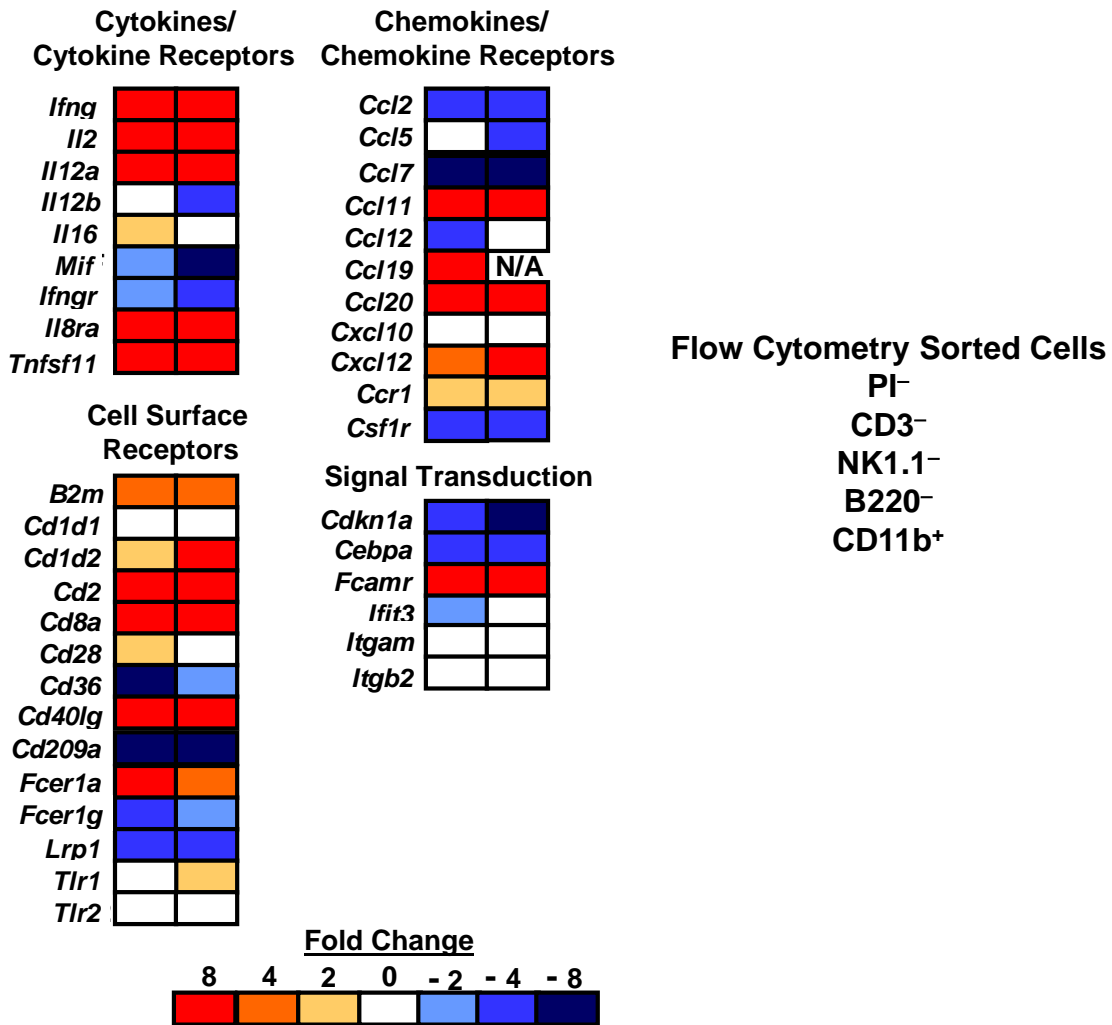 Cytokines/
Cytokine Receptors
Ifng
Il2
Il12a
Il12b
Il16
Mif
Ifngr
Il8ra
Tnfsf11
Cell Surface
Receptors
B2m
Cd1d1
Cd1d2
Cd2
Cd8a
Cd28
Cd36
Cd40lg
Cd209a
Fcer1a
Fcer1g
Lrp1
Tlr1
Tlr2
Chemokines/
Chemokine Receptors
Ccl2
Ccl5
Ccl7
Ccl11
Ccl12
Ccl19 N/A
Ccl20
Cxcl10
Cxcl12
Ccr1
Csf1r
Signal Transduction
Cdkn1a
Cebpa
Fcamr
Ifit3
Itgam
Itgb2
Flow Cytometry Sorted Cells
PI–
CD3–
NK1.1–
B220–
CD11b+
Fold Change
8 4 2 0 - 2 - 4 - 8